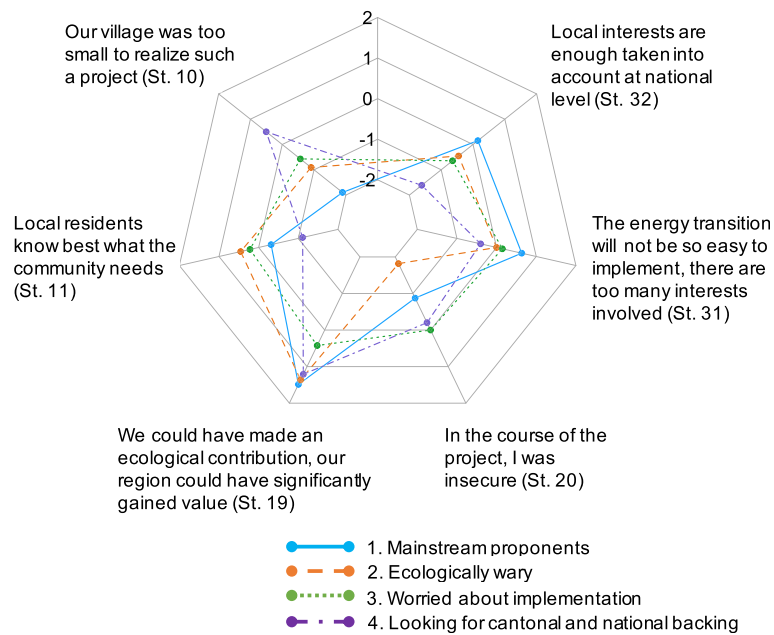 2
1
0
-1
-2
Our village was too
small to realize such
a project (St. 10)
Local interests are
enough taken into
account at national
level (St. 32)
Local residents
know best what the
community needs
(St. 11)
The energy transition
will not be so easy to
implement, there are
too many interests
involved (St. 31)
We could have made an
ecological contribution, our
region could have significantly
gained value (St. 19)
In the course of the
project, I was
insecure (St. 20)
1. Mainstream proponents
2. Ecologically wary
3. Worried about implementation
4. Looking for cantonal and national backing